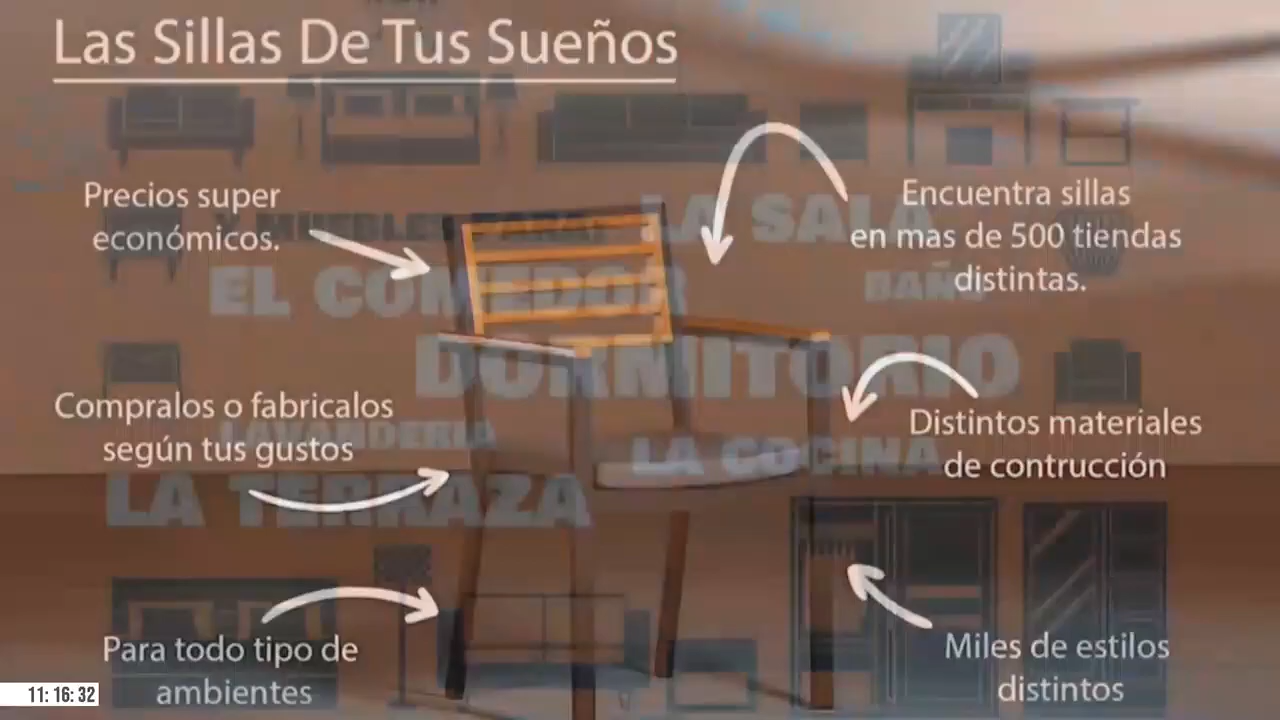 Las Sillas De Tus Sueños
Precios super
económicos.
Encuentra sillas
en mas de 500 tiendas
distintas.
MUEBLES PARA
LA SALA
EL COMEDOR
BAÑO
DORMITORIO
Compralos o fabricalos
según tus gustos
LAVANDERIA
LA COCINA
Distintos materiales
de contrucción
LA TERRAZA
Para todo tipo de
ambientes
Miles de estilos
distintos
11: 16: 32